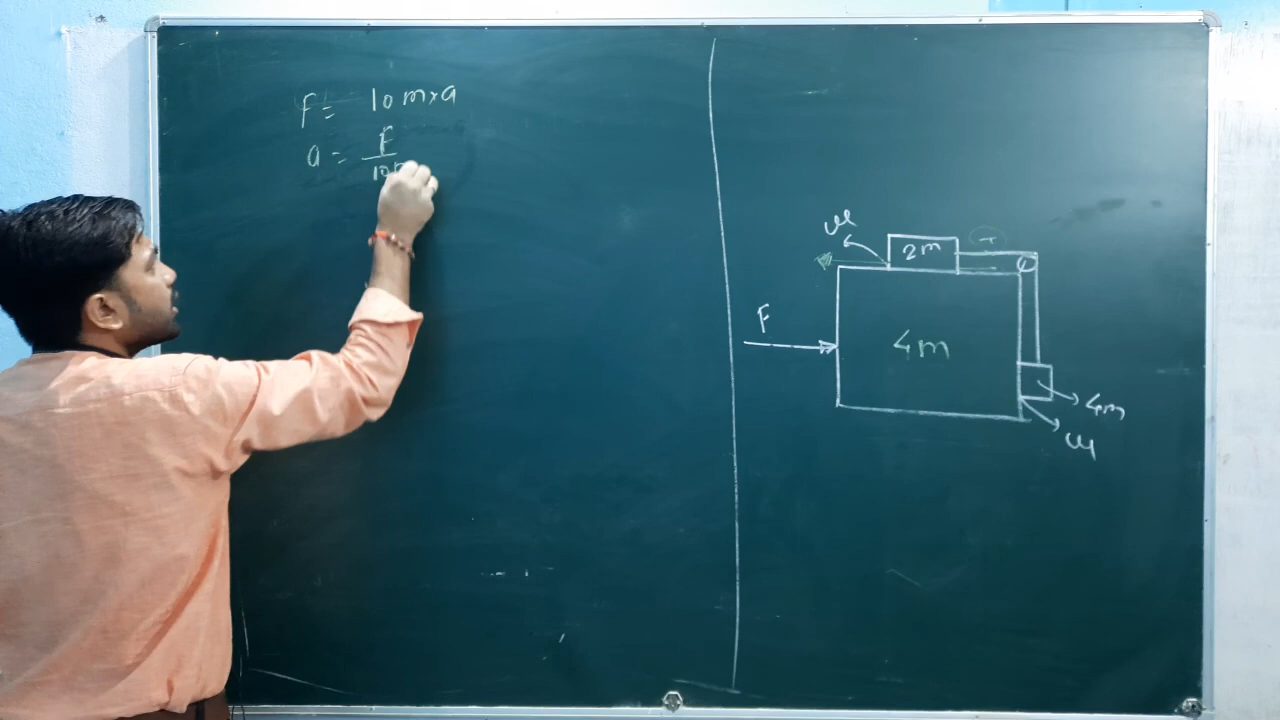 F = 10m×a
a = F/10m
μ
2m
T
F
4m
4m
μ